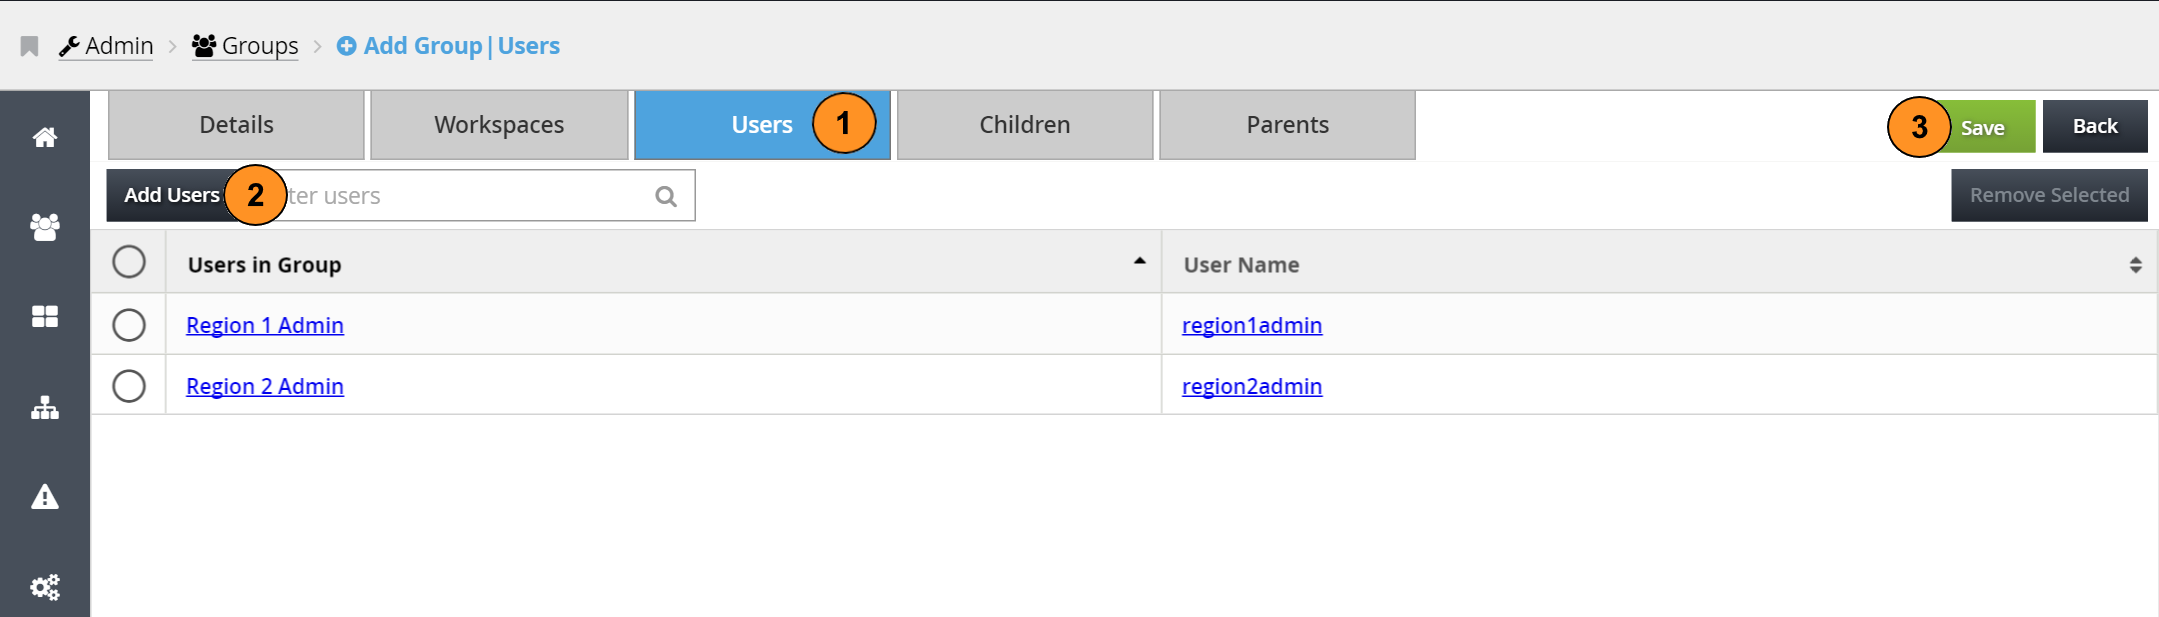 Admin > Groups > Add Group|Users
Details Workspaces Users 1 Children Parents 3 Save Back
Add Users 2 ter users Remove Selected
Users in Group User Name
Region 1 Admin region1admin
Region 2 Admin region2admin